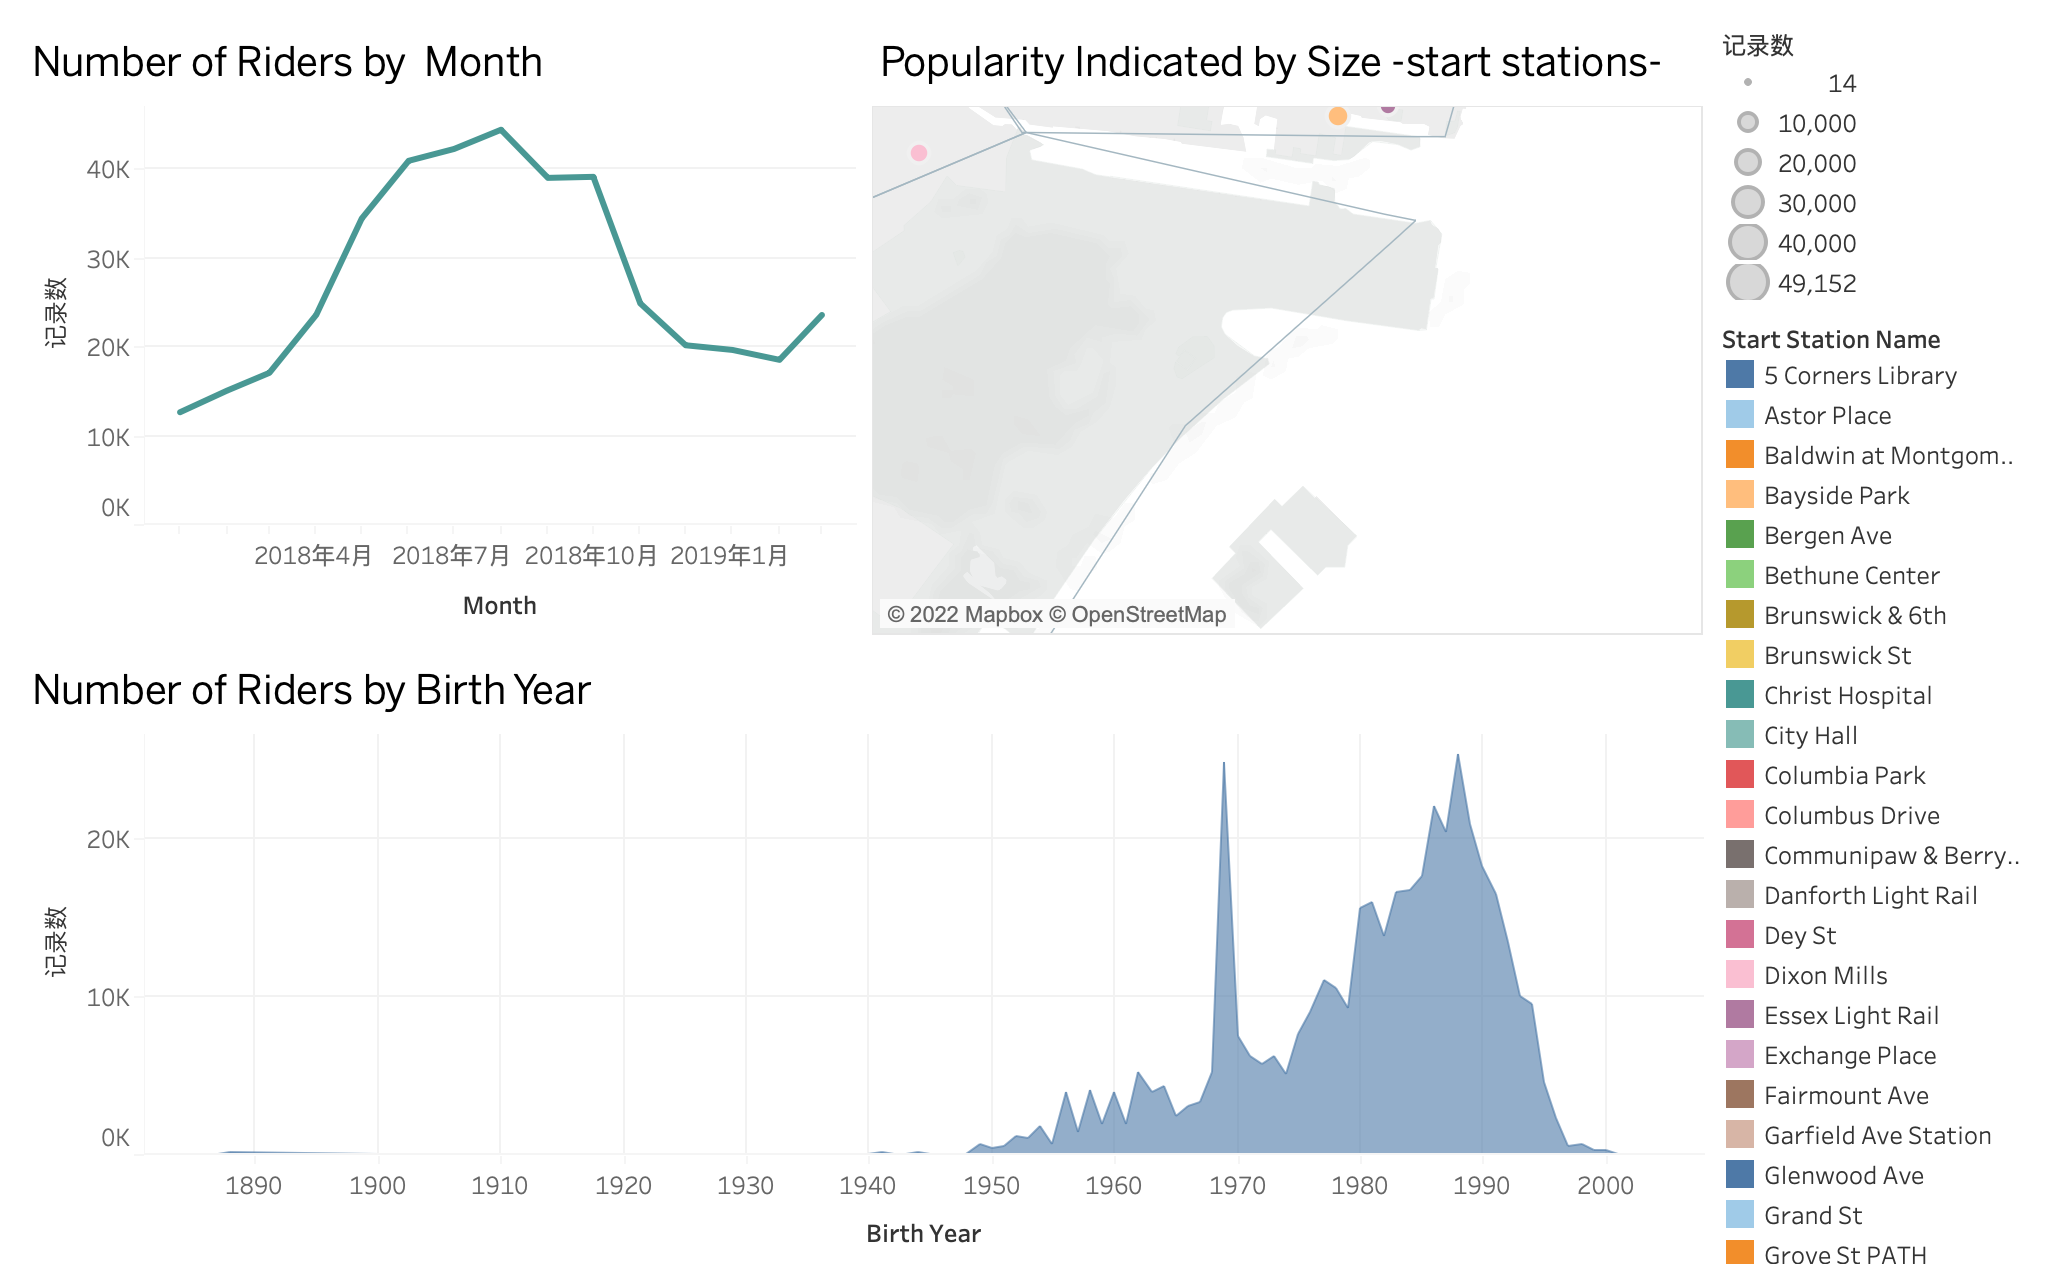 Number of Riders by  Month
40K
30K
20K
10K
0K
记录数
2018年4月
2018年7月
2018年10月
2019年1月
Month
Popularity Indicated by Size -start stations-
© 2022 Mapbox © OpenStreetMap
Number of Riders by Birth Year
20K
10K
0K
记录数
1890
1900
1910
1920
1930
1940
1950
1960
1970
1980
1990
2000
Birth Year
记录数
14
10,000
20,000
30,000
40,000
49,152
Start Station Name
5 Corners Library
Astor Place
Baldwin at Montgom..
Bayside Park
Bergen Ave
Bethune Center
Brunswick & 6th
Brunswick St
Christ Hospital
City Hall
Columbia Park
Columbus Drive
Communipaw & Berry..
Danforth Light Rail
Dey St
Dixon Mills
Essex Light Rail
Exchange Place
Fairmount Ave
Garfield Ave Station
Glenwood Ave
Grand St
Grove St PATH